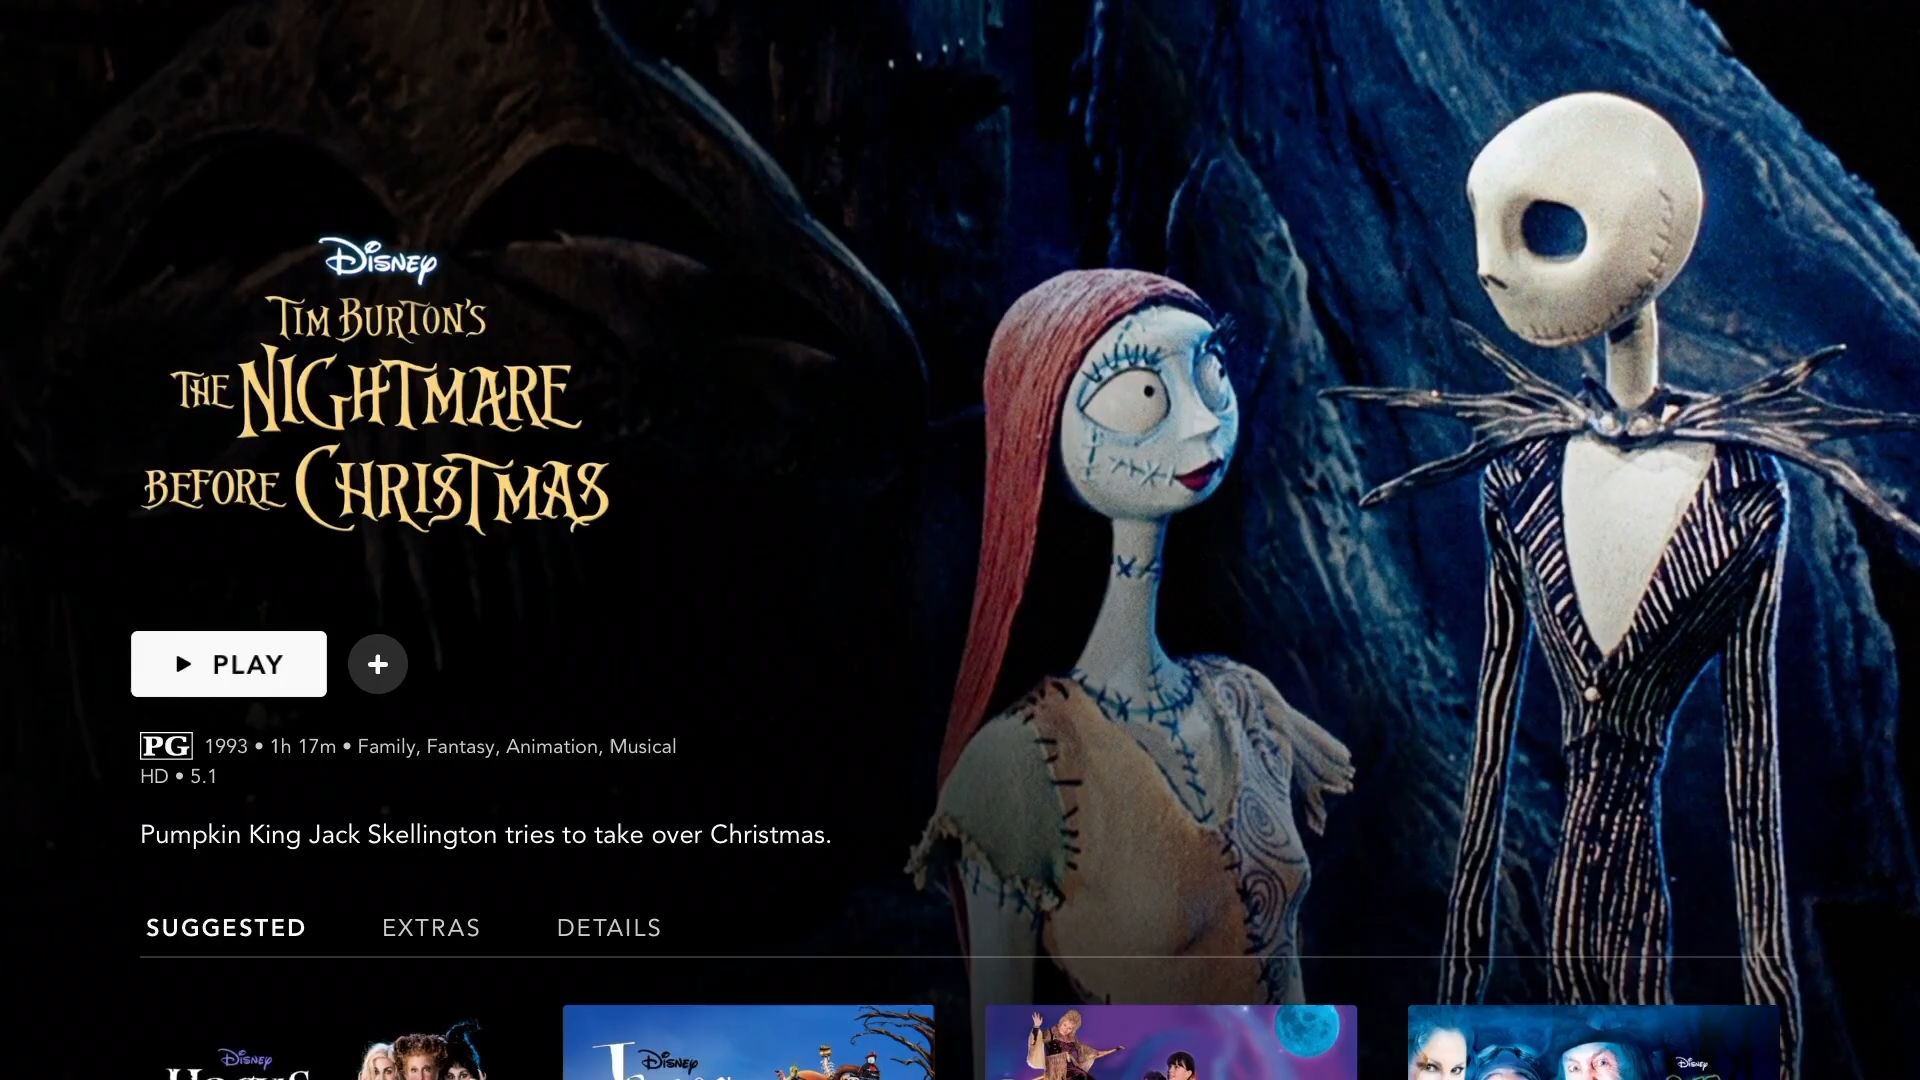 Disney
TIM BURTON'S
THE NIGHTMARE
BEFORE CHRISTMAS
PLAY
PG 1993 • 1h 17m • Family, Fantasy, Animation, Musical
HD • 5.1
Pumpkin King Jack Skellington tries to take over Christmas.
SUGGESTED EXTRAS DETAILS
Disney
Disney
Disney